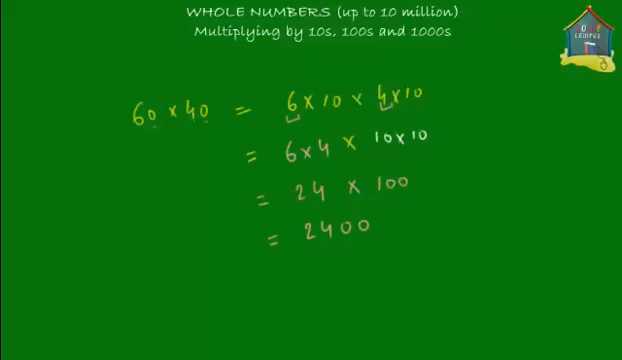 WHOLE NUMBERS (up to 10 million)
Multiplying by 10s, 100s and 1000s
60 × 40 = 6 × 10 × 4 × 10
= 6 × 4 × 10 × 10
= 24 × 100
= 2400